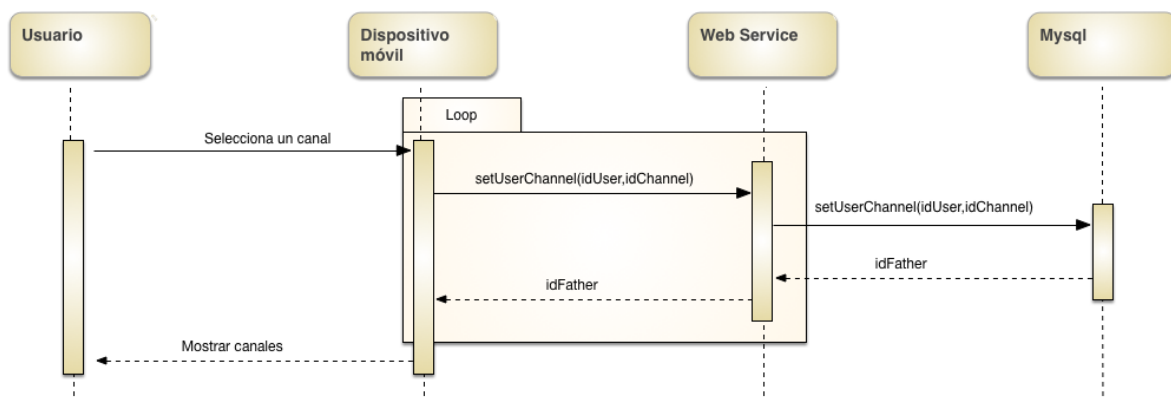 Usuario
Dispositivo
móvil
Web Service
Mysql
Loop
Selecciona un canal
setUserChannel(idUser,idChannel)
setUserChannel(idUser,idChannel)
idFather
idFather
Mostrar canales